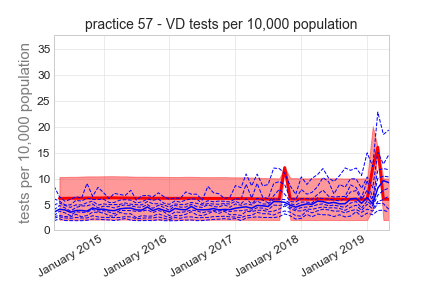 practice 57 - VD tests per 10,000 population
tests per 10,000 population
35
30
25
20
15
10
5
0
January 2015
January 2016
January 2017
January 2018
January 2019